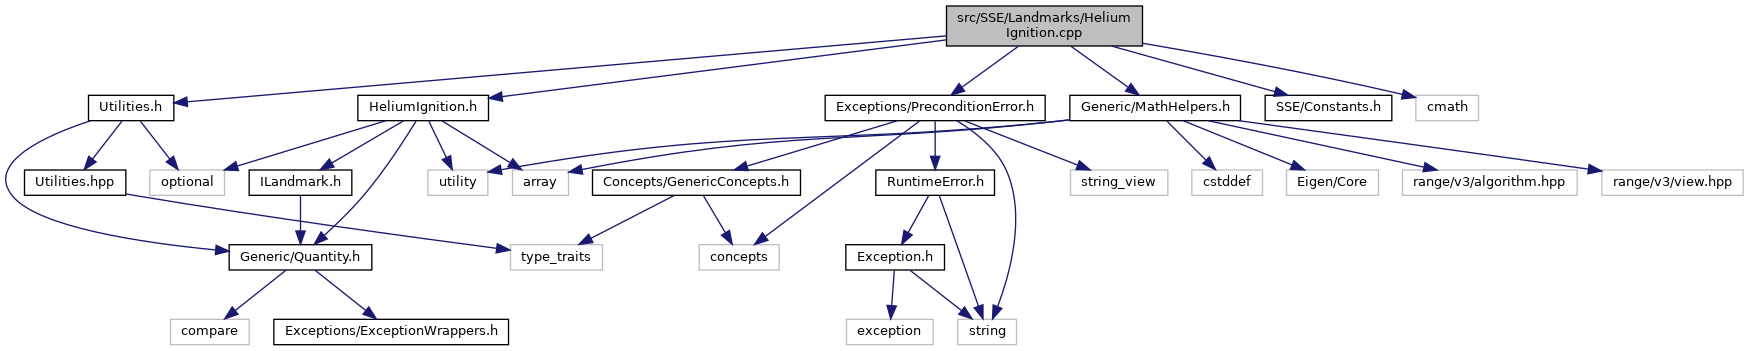 src/SSE/Landmarks/Helium
Ignition.cpp
Utilities.h
HeliumIgnition.h
Exceptions/PreconditionError.h
Generic/MathHelpers.h
SSE/Constants.h
cmath
Utilities.hpp
optional
ILandmark.h
utility
array
Concepts/GenericConcepts.h
RuntimeError.h
string_view
cstddef
Eigen/Core
range/v3/algorithm.hpp
range/v3/view.hpp
Generic/Quantity.h
type_traits
concepts
Exception.h
compare
Exceptions/ExceptionWrappers.h
exception
string